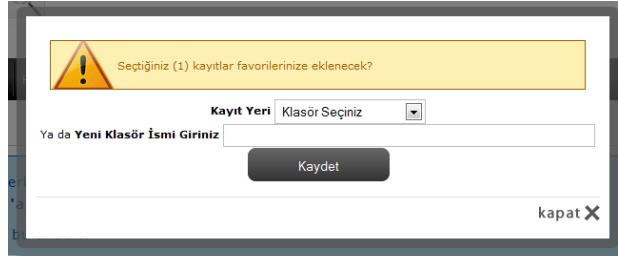 Seçtiğiniz (1) kayıtlar favorilerinize eklenecek?
Kayıt Yeri Klasör Seçiniz
Ya da Yeni Klasör İsmi Giriniz
Kaydet
kapat